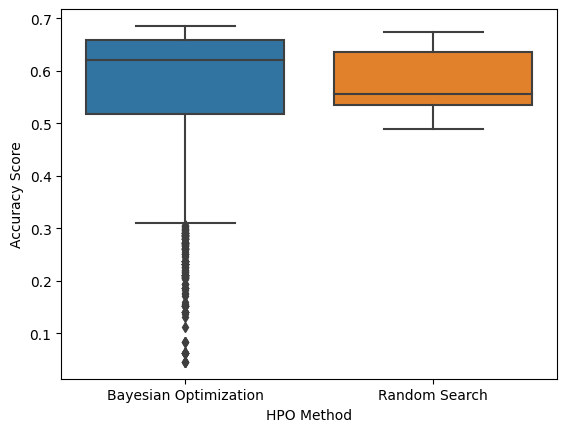 0.7
0.6
0.5
0.4
0.3
0.2
0.1
Accuracy Score
Bayesian Optimization
Random Search
HPO Method